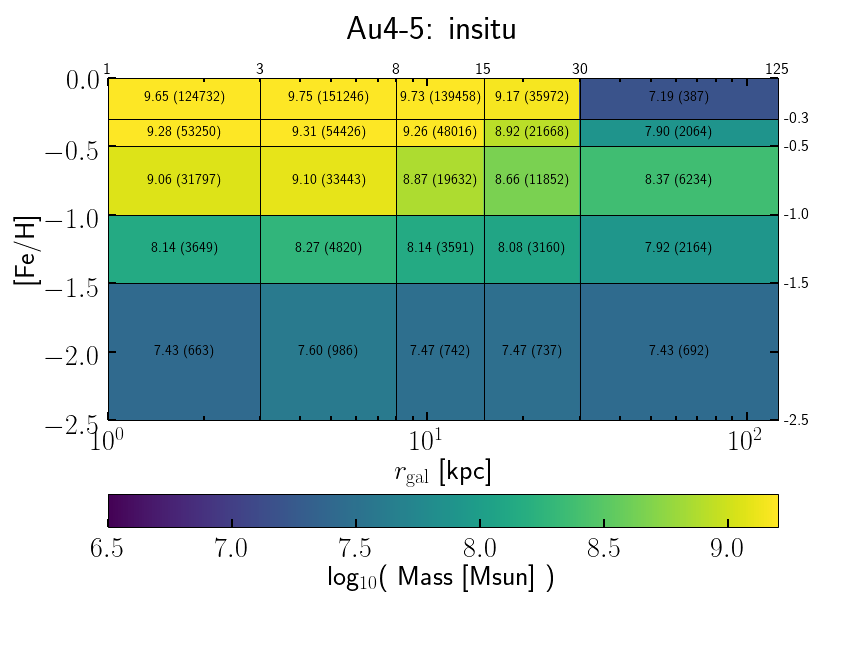 Au4-5: insitu
1 3 8 15 30 125
0.0 9.65 (124732) 9.75 (151246) 9.73 (139458) 9.17 (35972) 7.19 (387)
-0.3
9.28 (53250) 9.31 (54426) 9.26 (48016) 8.92 (21668) 7.90 (2064)
−0.5 -0.5
9.06 (31797) 9.10 (33443) 8.87 (19632) 8.66 (11852) 8.37 (6234)
−1.0 -1.0
[Fe/H]
8.14 (3649) 8.27 (4820) 8.14 (3591) 8.08 (3160) 7.92 (2164)
−1.5 -1.5
−2.0 7.43 (663) 7.60 (986) 7.47 (742) 7.47 (737) 7.43 (692)
−2.5 -2.5
10⁰ 10¹ 10²
r_gal [kpc]
6.5 7.0 7.5 8.0 8.5 9.0
log₁₀( Mass [Msun] )